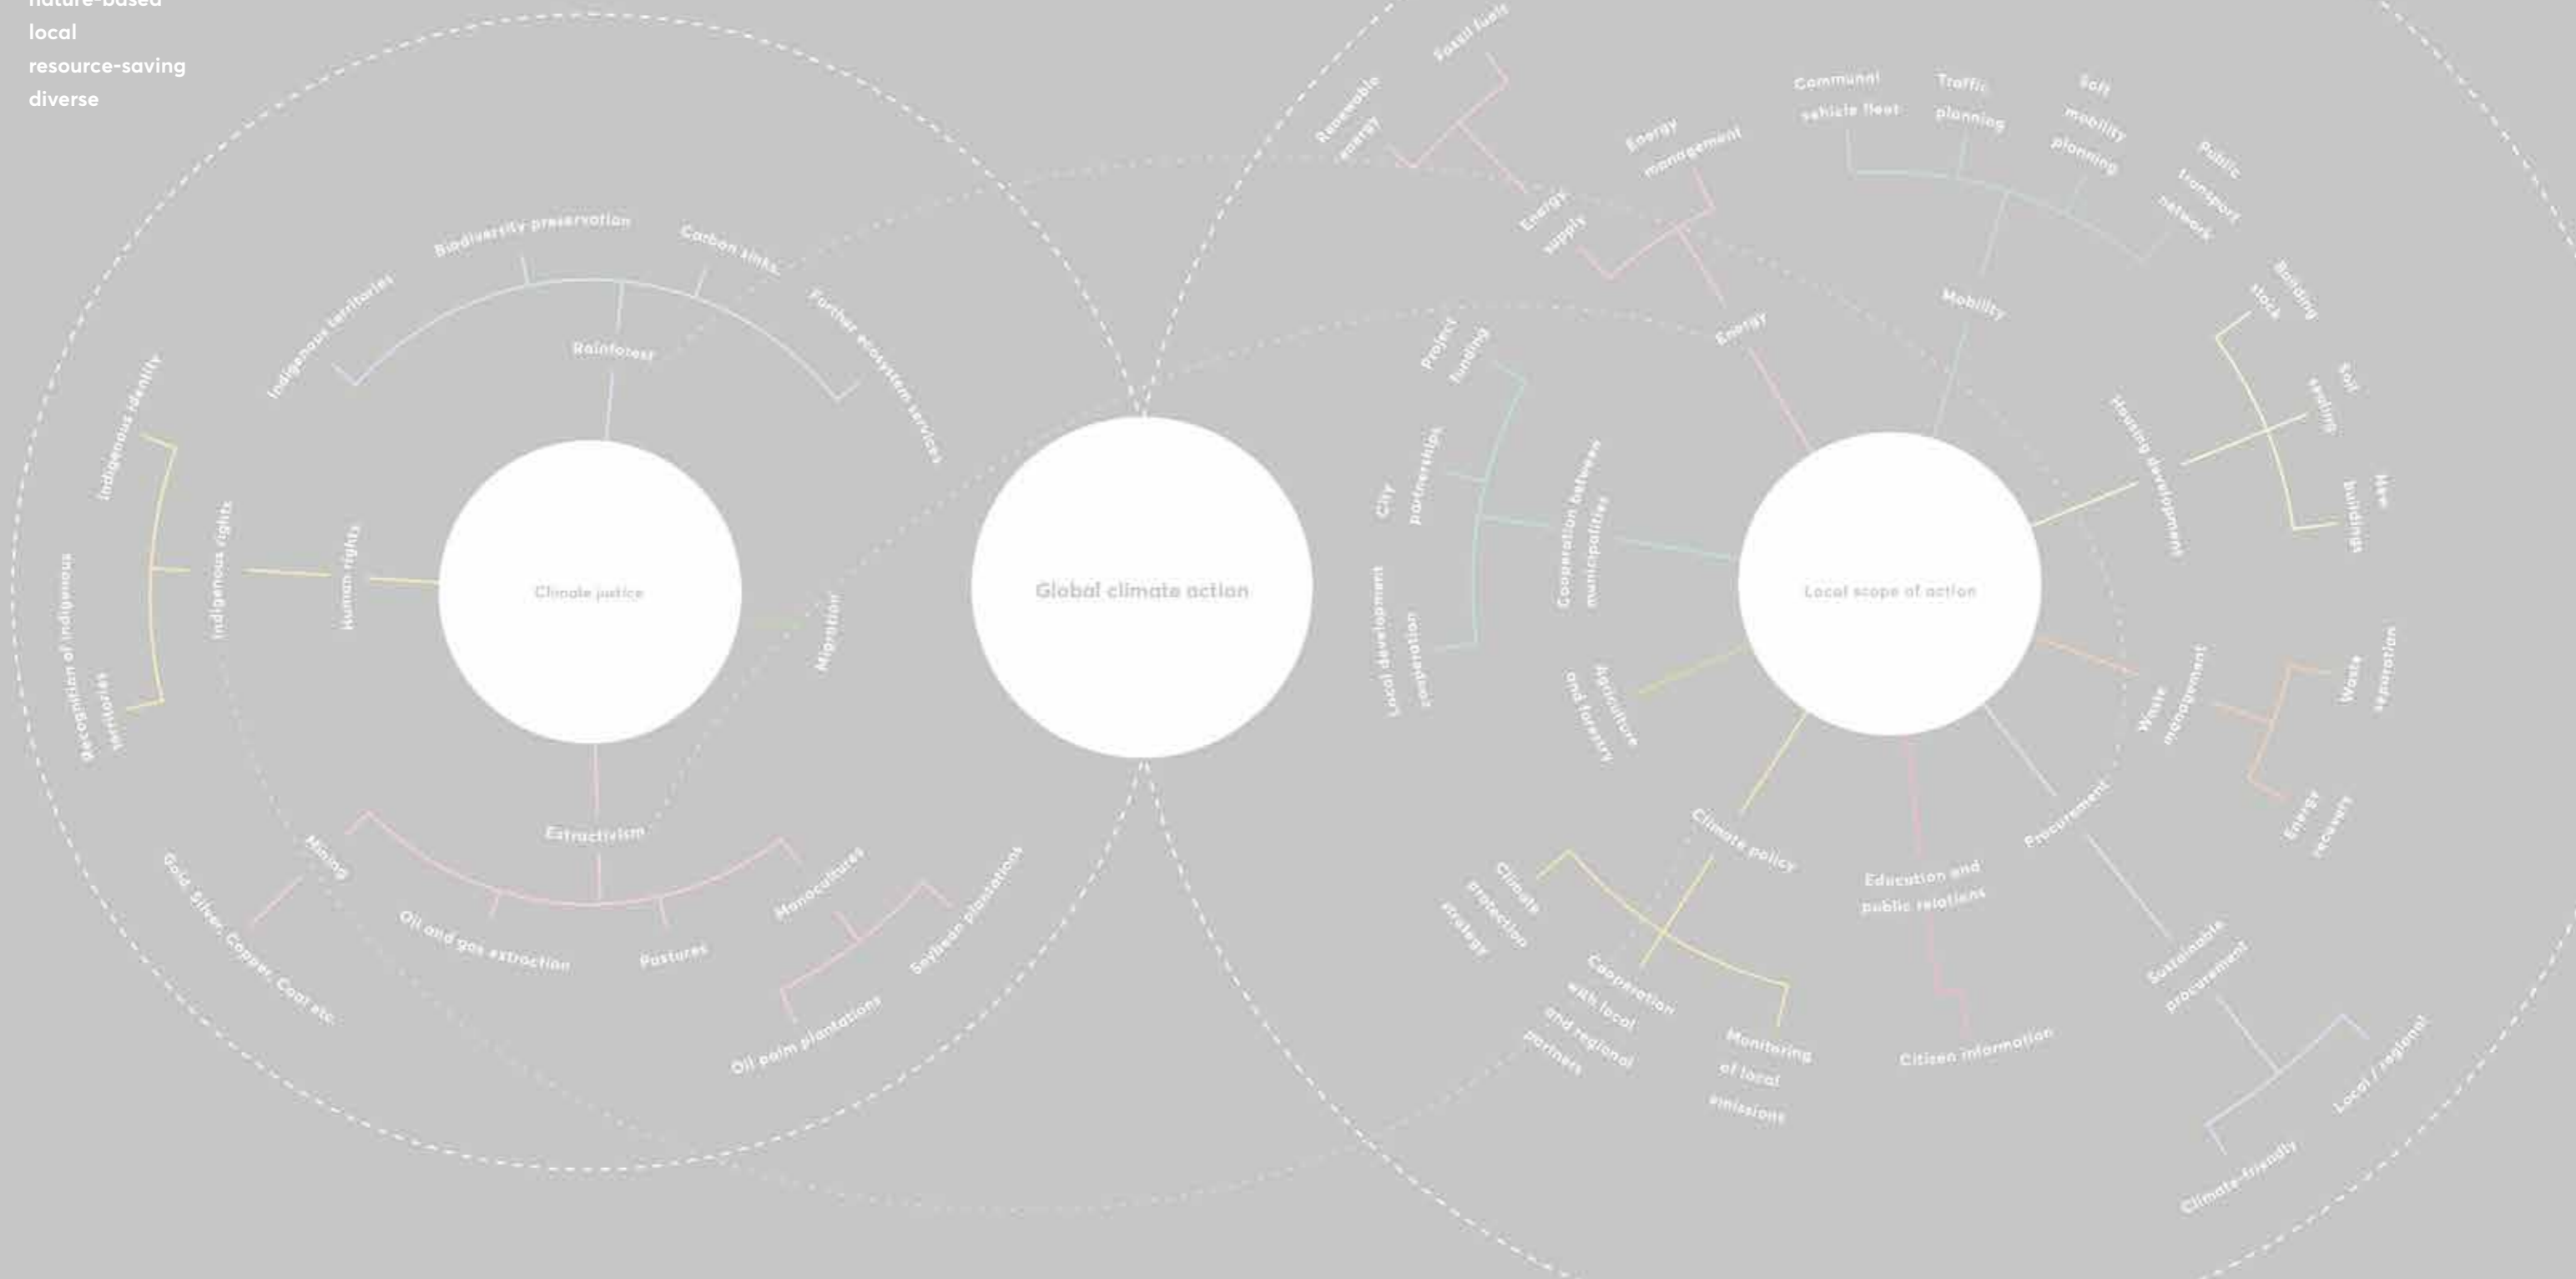 nature-based
local
resource-saving
diverse
Biodiversity preservation
Carbon sinks
Indigenous territories
Further ecosystem services
Rainforest
Indigenous identity
Indigenous rights
Human rights
Recognition of indigenous
territories
Climate justice
Migration
Extractivism
Mining
Gold, Silver, Copper, Coal etc.
Oil and gas extraction
Pastures
Monocultures
Soybean plantations
Oil palm plantations
Global climate action
Fossil fuels
Renewable
energy
Energy
supply
Energy
management
Energy
Communal
vehicle fleet
Traffic
planning
Soft
mobility
planning
Public
transport
network
Mobility
Building
stock
Soil
sealing
New
buildings
Housing development
Project
funding
City
partnerships
Local development
cooperation
Cooperation between
municipalities
Local scope of action
Agriculture
and forestry
Climate policy
Climate
protection
strategy
Cooperation
with local
and regional
partners
Monitoring
of local
emissions
Education and
public relations
Citizen information
Procurement
Sustainable
procurement
Local / regional
Climate-friendly
Waste
management
Waste
separation
Energy
recovery